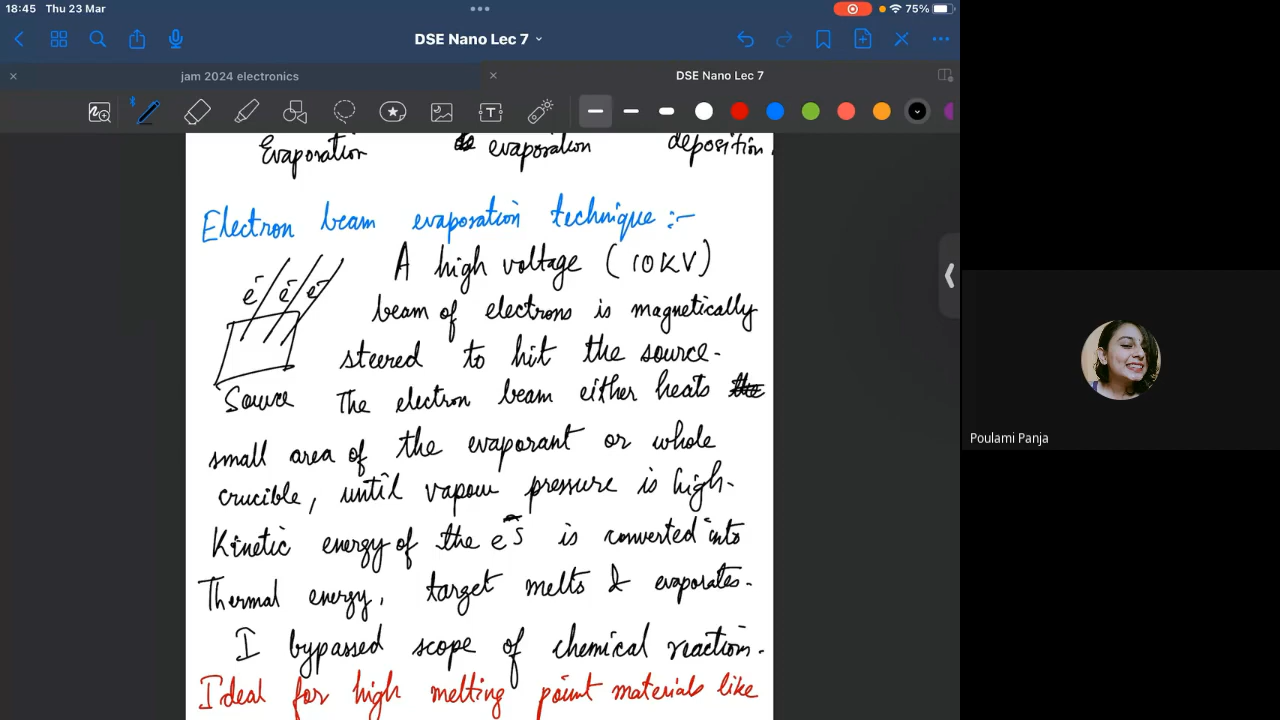 18:45 Thu 23 Mar
75%
DSE Nano Lec 7
jam 2024 electronics
DSE Nano Lec 7
Evaporation evaporation deposition.
Electron beam evaporation technique :-
A high voltage (10KV)
e⁻ e⁻ e⁻
beam of electrons is magnetically
steered to hit the source.
Source The electron beam either heats the
small area of the evaporant or whole
crucible, until vapour pressure is high.
Kinetic energy of the e⁻s is converted into
Thermal energy, target melts & evaporates.
I bypassed scope of chemical reaction.
Ideal for high melting point materials like
Poulami Panja